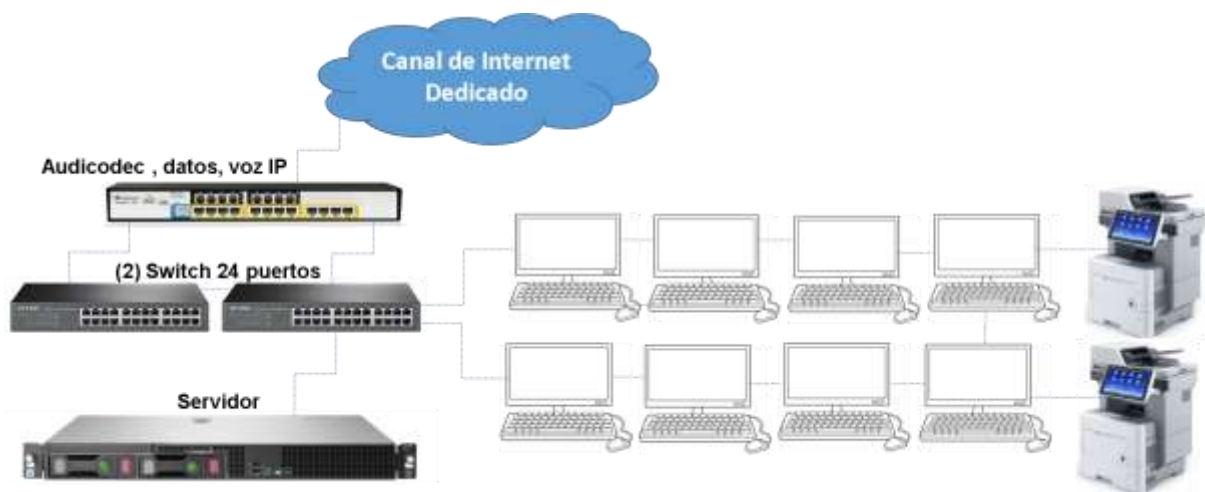 Canal de Internet
Dedicado
Audicodec , datos, voz IP
(2) Switch 24 puertos
Servidor